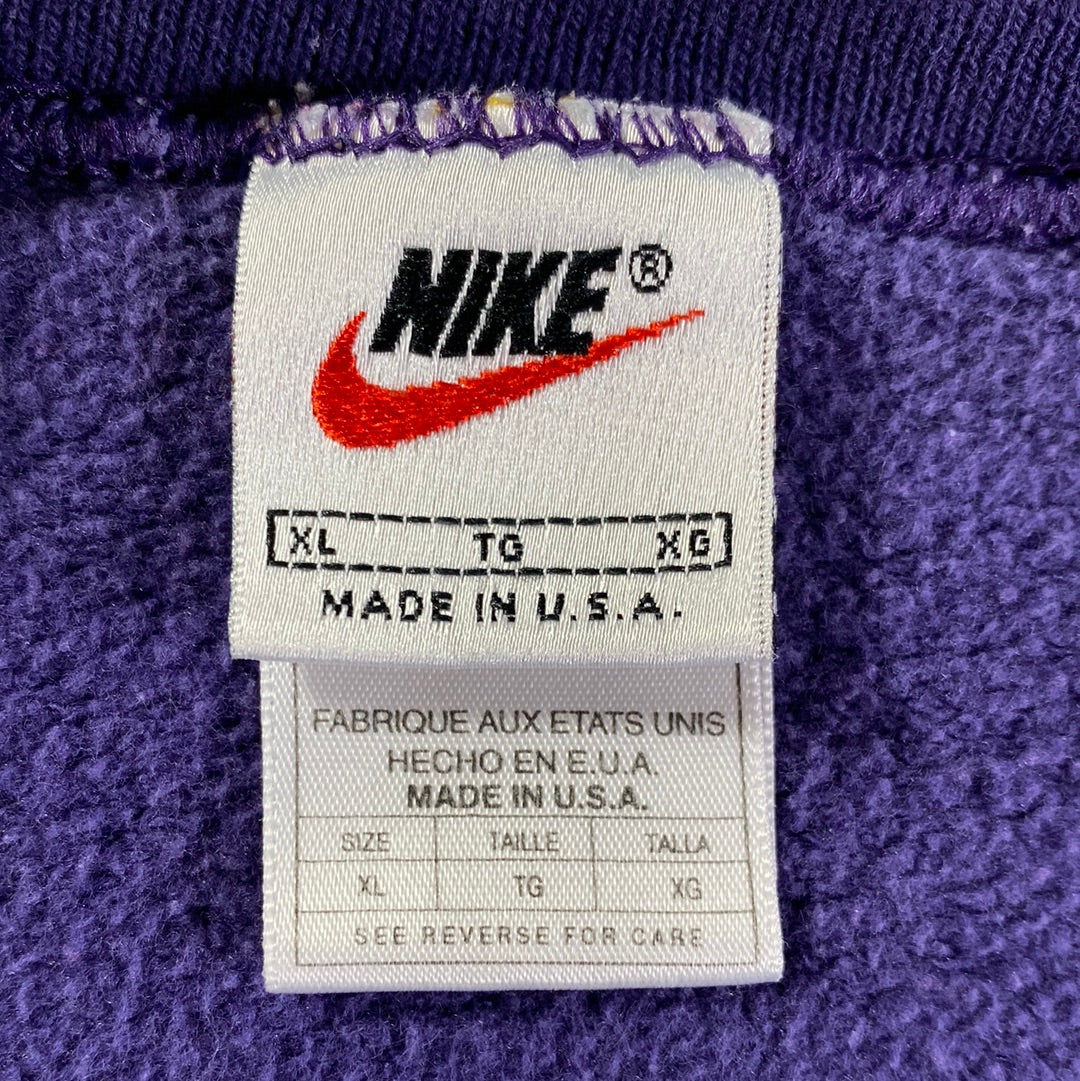 NIKE®
XL TG XG
MADE IN U.S.A.
FABRIQUE AUX ETATS UNIS
HECHO EN E.U.A.
MADE IN U.S.A.
SIZE TAILLE TALLA
XL TG XG
SEE REVERSE FOR CARE